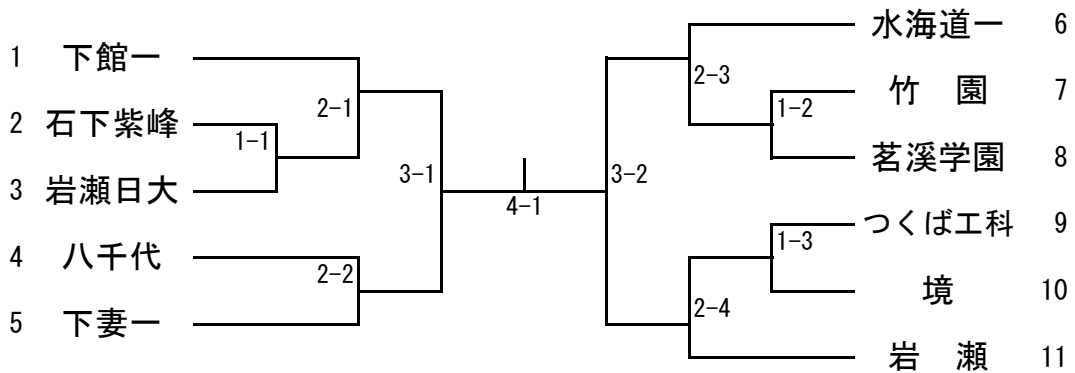 1 下館一
2 石下紫峰
3 岩瀬日大
4 八千代
5 下妻一
1-1
2-1
2-2
3-1
4-1
3-2
2-3
1-2
1-3
2-4
水海道一 6
竹　園 7
茗溪学園 8
つくば工科 9
境 10
岩　瀬 11